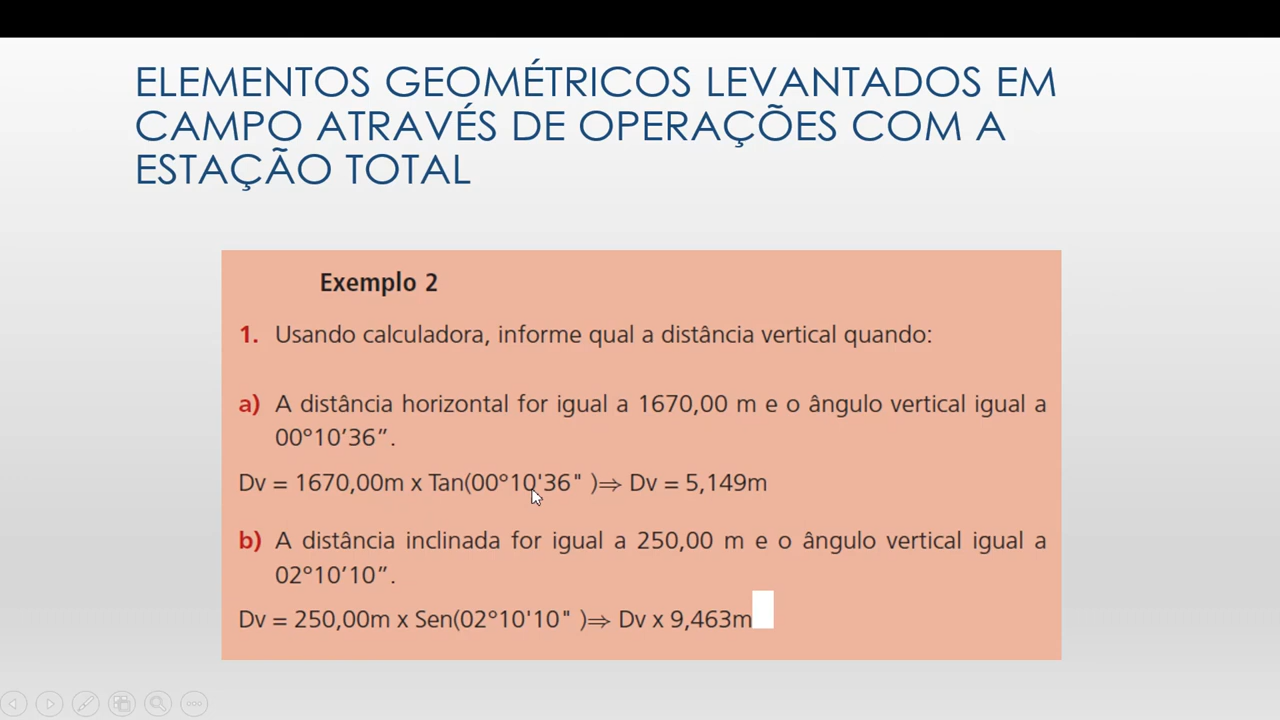 ELEMENTOS GEOMÉTRICOS LEVANTADOS EM
CAMPO ATRAVÉS DE OPERAÇÕES COM A
ESTAÇÃO TOTAL
Exemplo 2
1. Usando calculadora, informe qual a distância vertical quando:
a) A distância horizontal for igual a 1670,00 m e o ângulo vertical igual a
00°10’36”.
Dv = 1670,00m x Tan(00°10'36" )⇒ Dv = 5,149m
b) A distância inclinada for igual a 250,00 m e o ângulo vertical igual a
02°10’10”.
Dv = 250,00m x Sen(02°10'10" )⇒ Dv x 9,463m